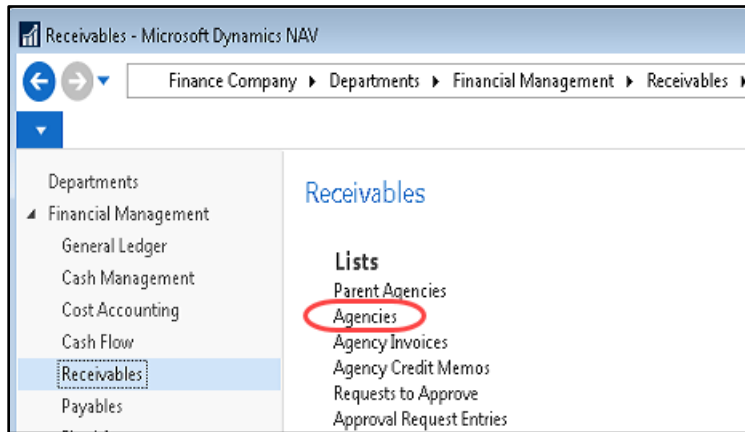 Receivables - Microsoft Dynamics NAV
Finance Company ▸ Departments ▸ Financial Management ▸ Receivables ▸
Departments
Financial Management
General Ledger
Cash Management
Cost Accounting
Cash Flow
Receivables
Payables
Receivables
Lists
Parent Agencies
Agencies
Agency Invoices
Agency Credit Memos
Requests to Approve
Approval Request Entries